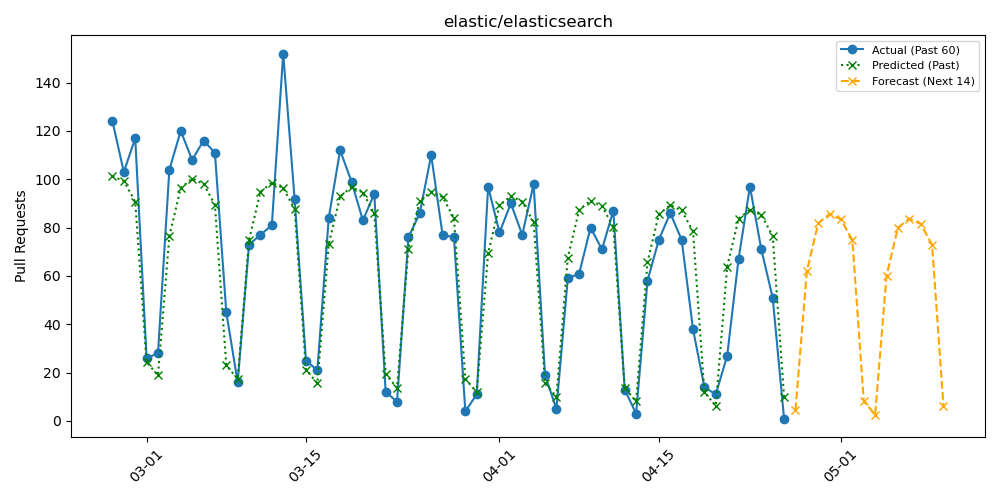 elastic/elasticsearch
Pull Requests
140
120
100
80
60
40
20
0
Actual (Past 60)
Predicted (Past)
Forecast (Next 14)
03-01
03-15
04-01
04-15
05-01